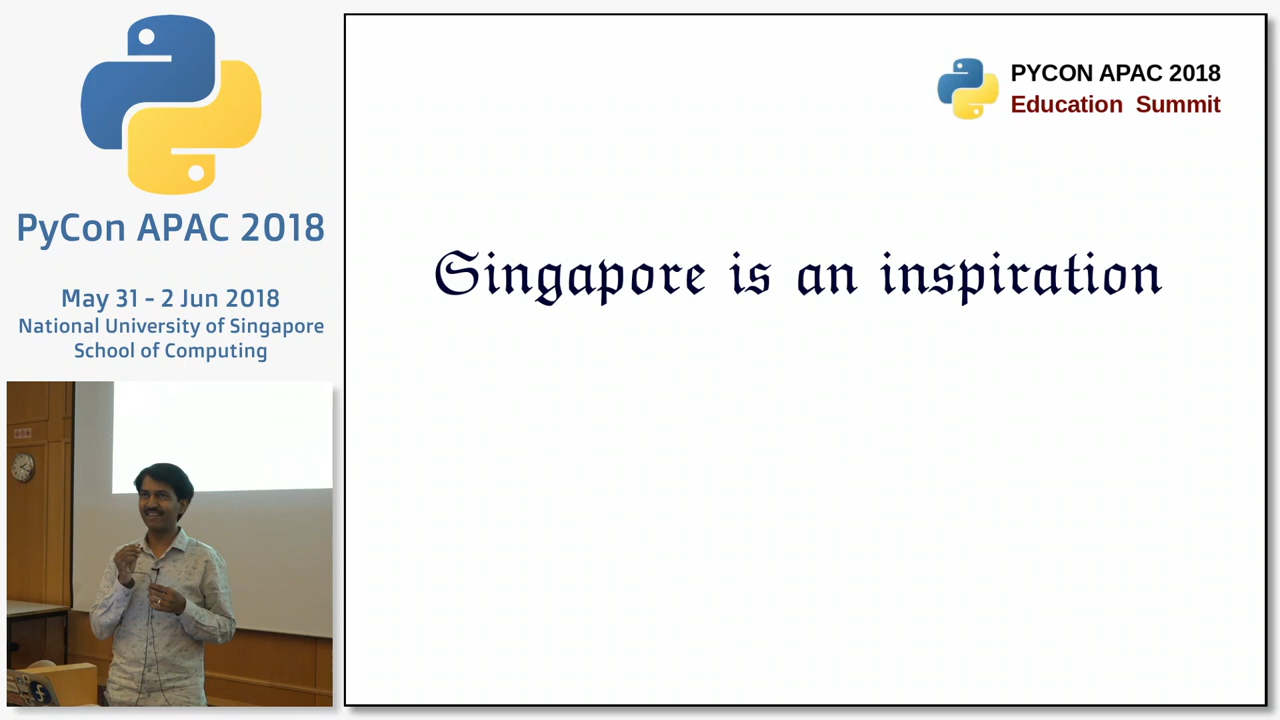 PyCon APAC 2018
May 31 - 2 Jun 2018
National University of Singapore
School of Computing
PYCON APAC 2018
Education Summit
Singapore is an inspiration